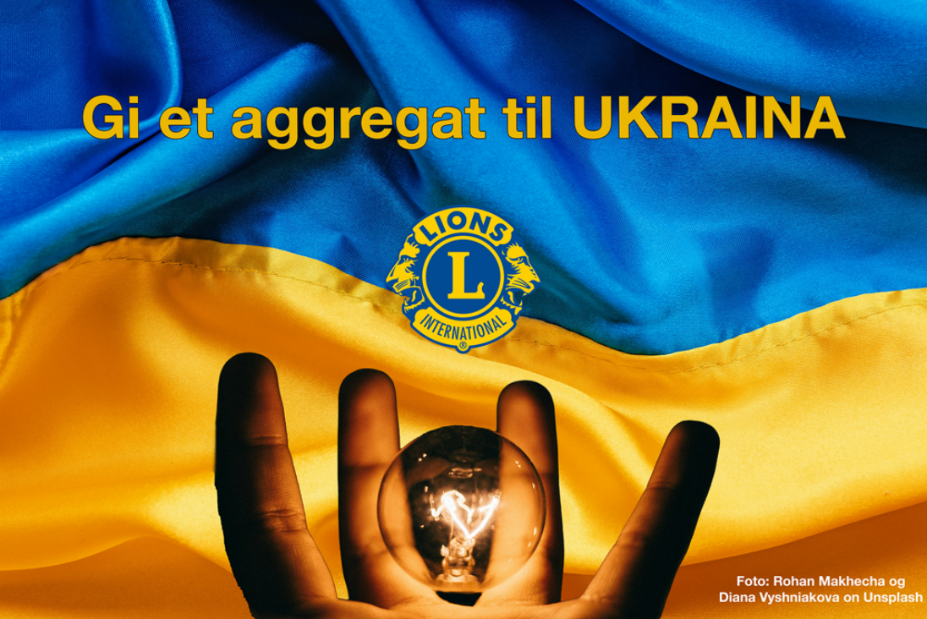 Gi et aggregat til UKRAINA
LIONS
L
INTERNATIONAL
®
Foto: Rohan Makhecha og
Diana Vyshniakova on Unsplash